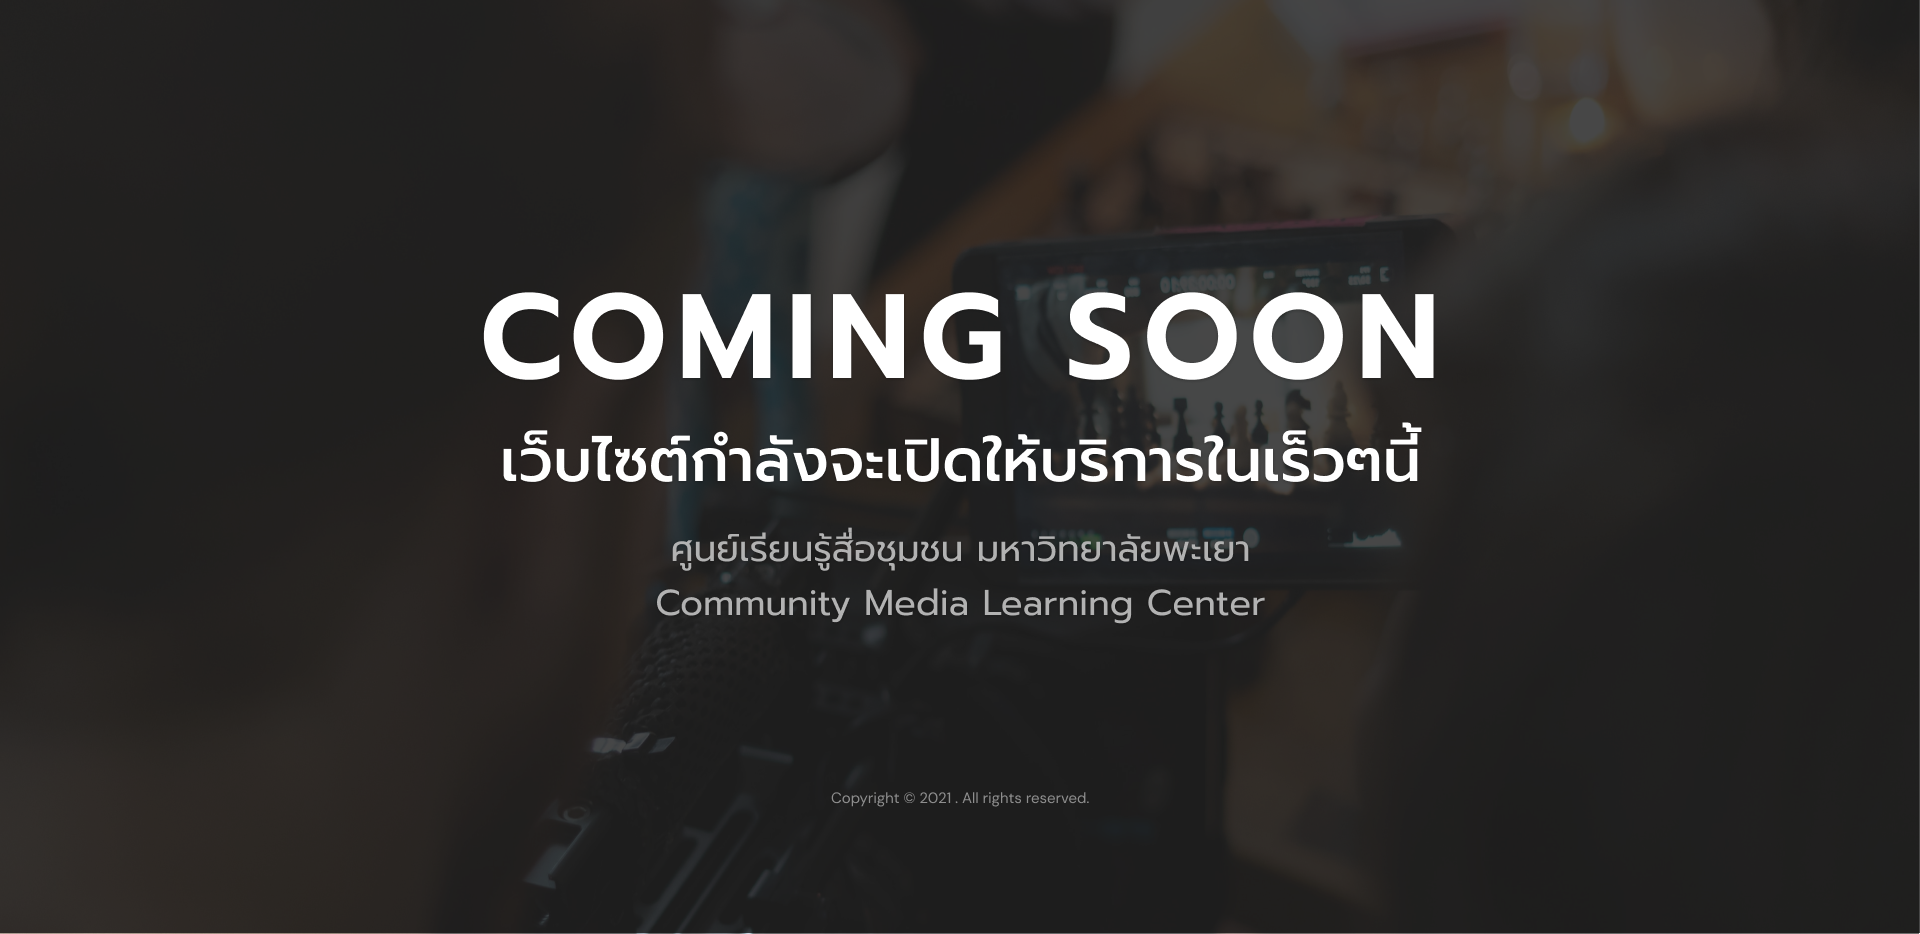 COMING SOON
เว็บไซต์กำลังจะเปิดให้บริการในเร็วๆนี้
ศูนย์เรียนรู้สื่อชุมชน มหาวิทยาลัยพะเยา
Community Media Learning Center
Copyright © 2021 . All rights reserved.